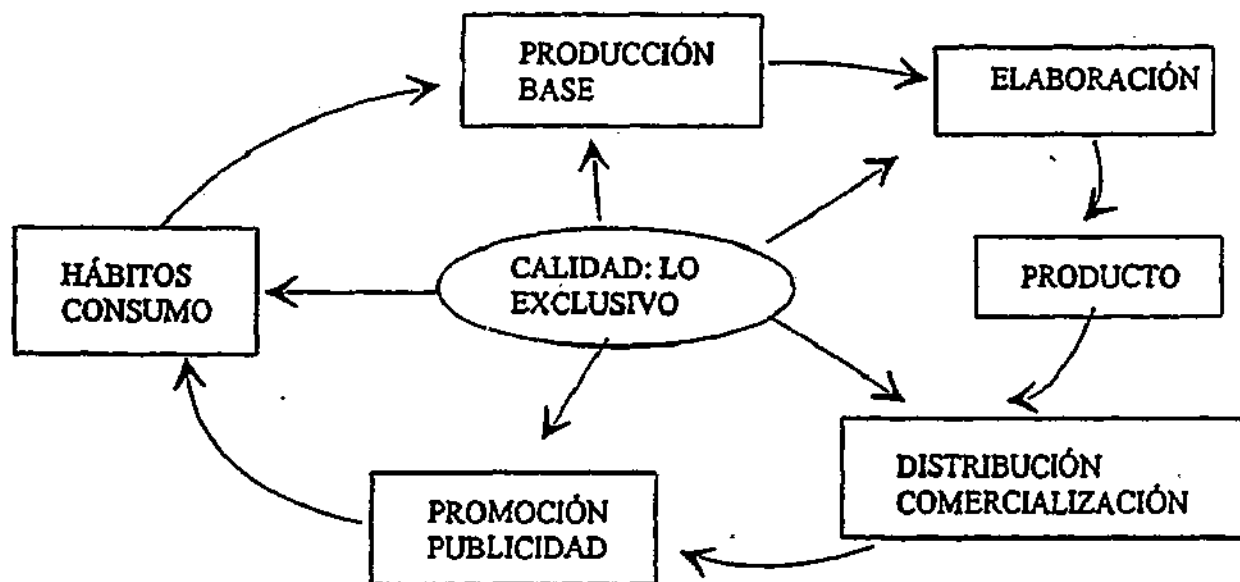 PRODUCCIÓN
BASE
ELABORACIÓN
HÁBITOS
CONSUMO
CALIDAD: LO
EXCLUSIVO
PRODUCTO
DISTRIBUCIÓN
COMERCIALIZACIÓN
PROMOCIÓN
PUBLICIDAD